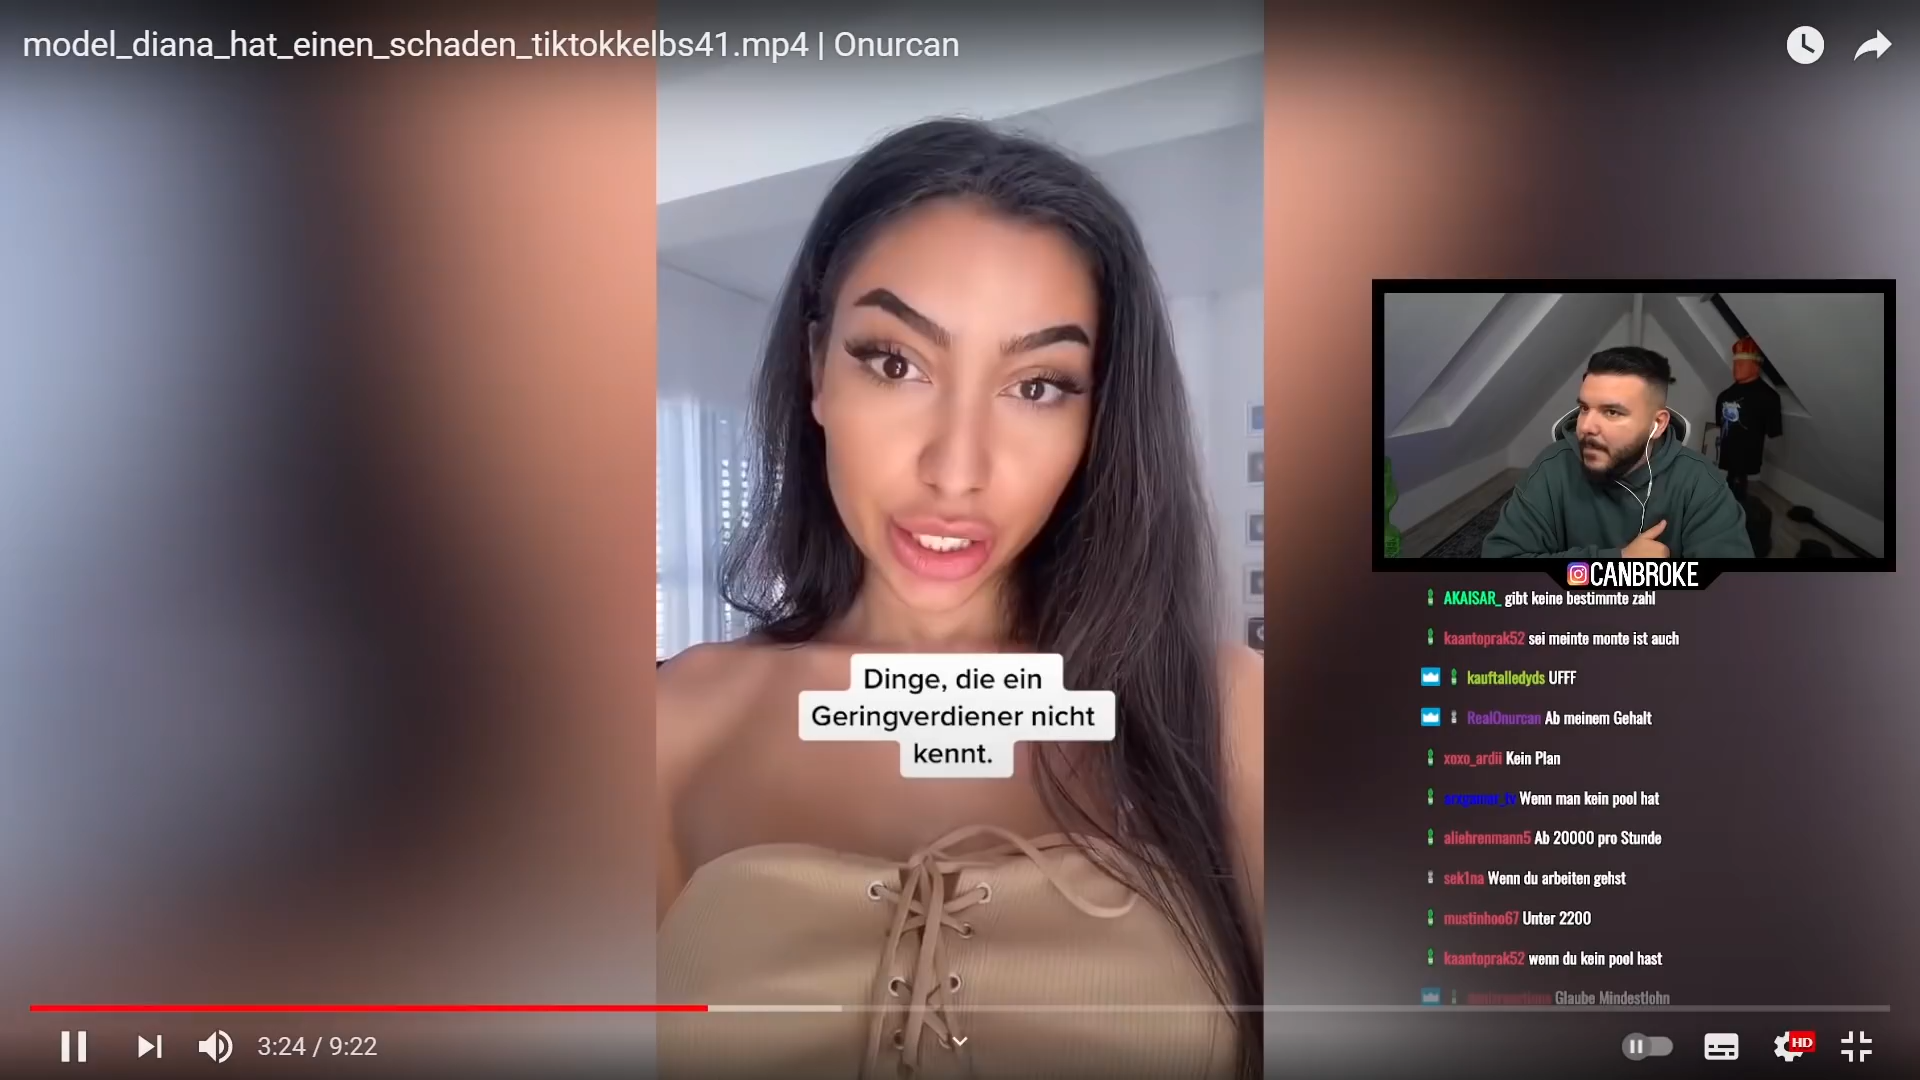 model_diana_hat_einen_schaden_tiktokkelbs41.mp4 | Onurcan
Dinge, die ein
Geringverdiener nicht
kennt.
CANBROKE
AKAISAR_ gibt keine bestimmte zahl
kaantoprak52 sei meinte monte ist auch
kauftalledyds UFFF
RealOnurcan Ab meinem Gehalt
xoxo_ardii Kein Plan
Wenn man kein pool hat
aliehrenmann5 Ab 20000 pro Stunde
sek1na Wenn du arbeiten gehst
mustinhoo67 Unter 2200
kaantoprak52 wenn du kein pool hast
Glaube Mindestlohn
3:24 / 9:22
HD